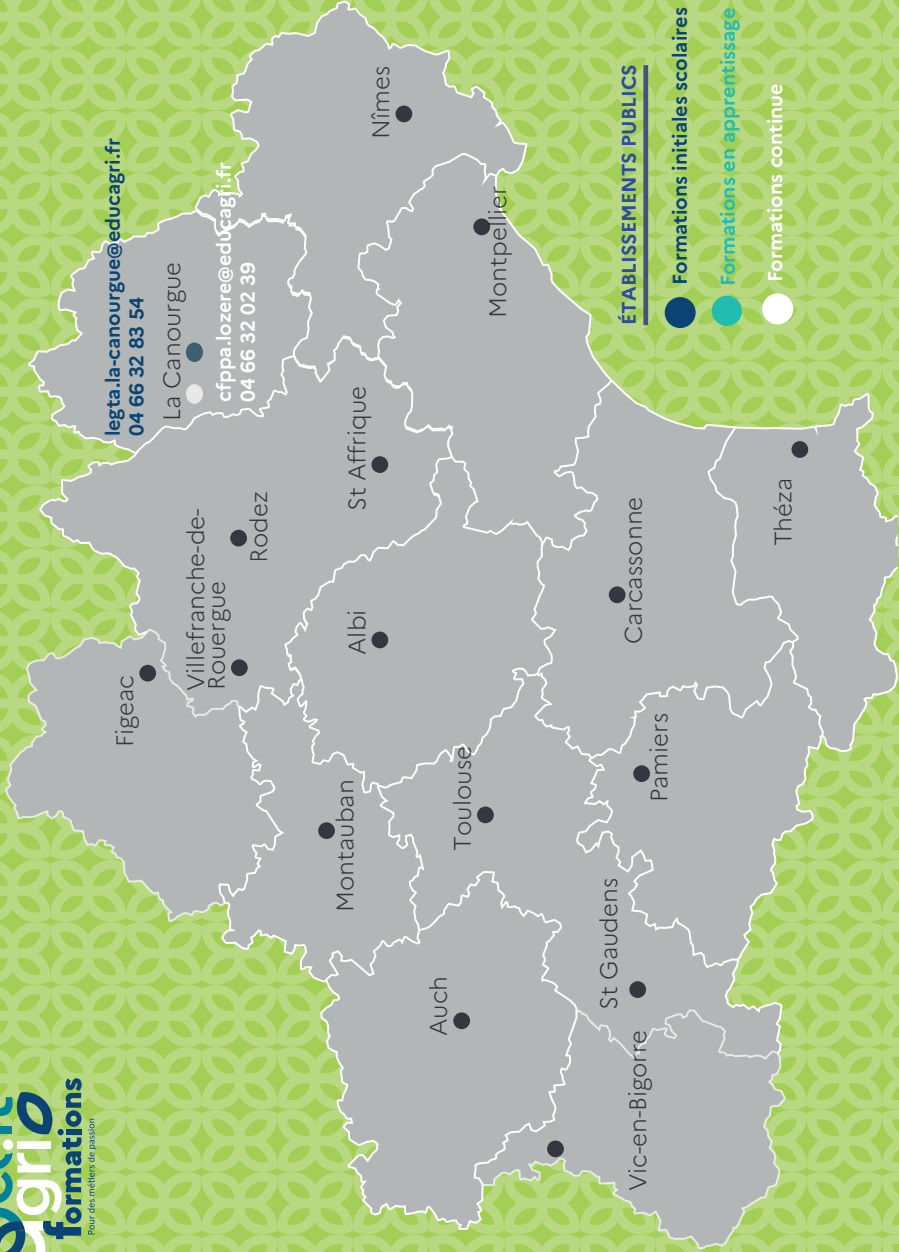 agri
formations
Pour des métiers de passion
Figeac
legta.la-canourgue@educagri.fr
04 66 32 83 54
La Canourgue
cfppa.lozere@educagri.fr
04 66 32 02 39
Villefranche-de-
Rouergue
Rodez
Montauban
Albi
St Affrique
Nîmes
Auch
Toulouse
Montpellier
Vic-en-Bigorre
St Gaudens
Pamiers
Carcassonne
Théza
ÉTABLISSEMENTS PUBLICS
Formations initiales scolaires
Formations en apprentissage
Formations continue